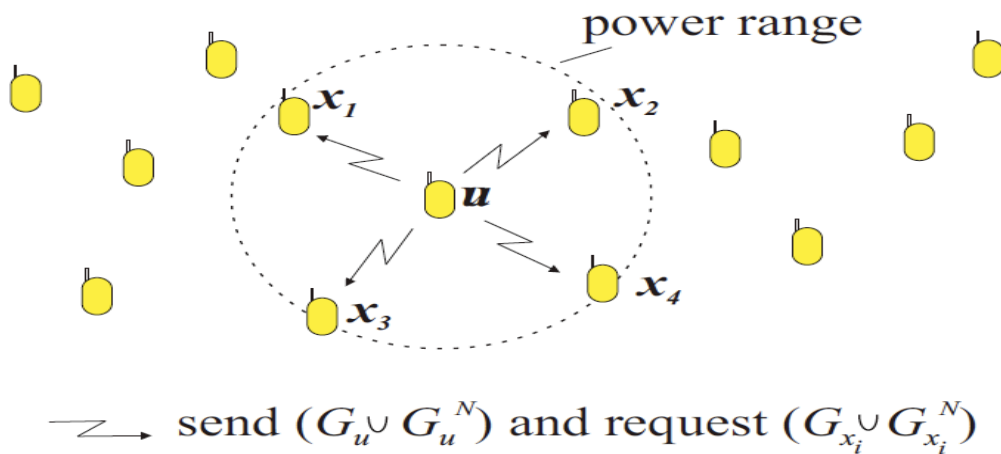 power range
x₁
x₂
u
x₃
x₄
send (Gᵤ∪ Gᵤᴺ) and request (Gₓᵢ∪ Gₓᵢᴺ)